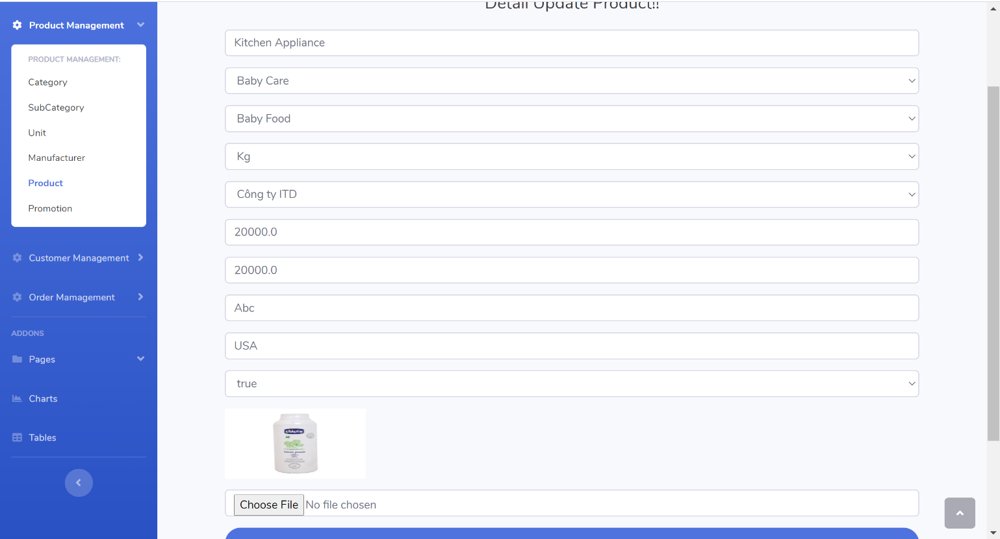 Detail Update Product!!
Product Management
PRODUCT MANAGEMENT:
Category
SubCategory
Unit
Manufacturer
Product
Promotion
Customer Management
Order Mamagement
ADDONS
Pages
Charts
Tables
Kitchen Appliance
Baby Care
Baby Food
Kg
Công ty ITD
20000.0
20000.0
Abc
USA
true
chicco
Choose File No file chosen